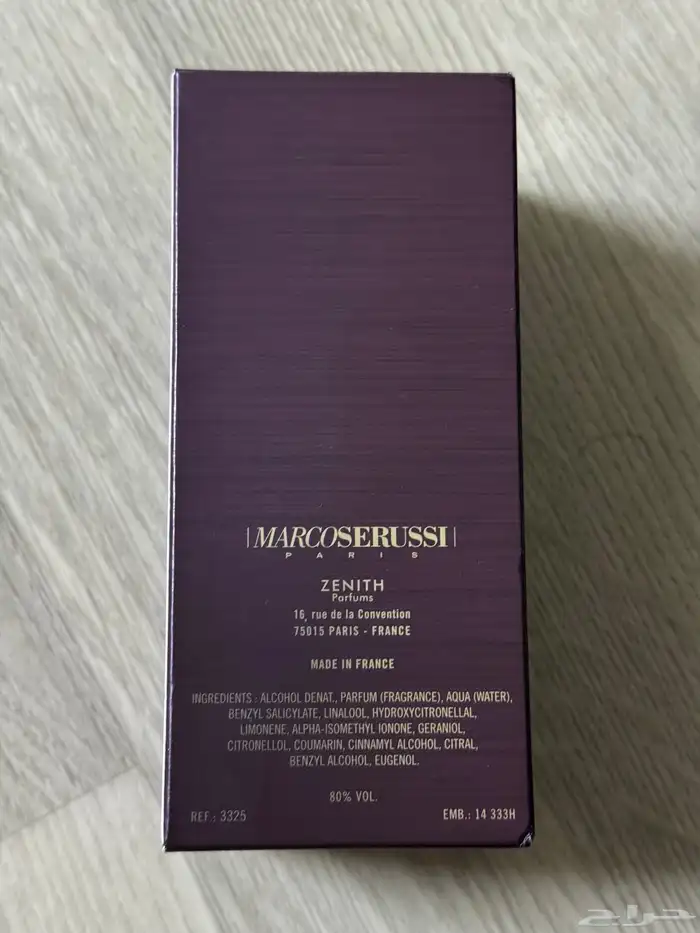 |MARCOSERUSSI|
PARIS
ZENITH
Parfums
16, rue de la Convention
75015 PARIS - FRANCE
MADE IN FRANCE
INGREDIENTS : ALCOHOL DENAT., PARFUM (FRAGRANCE), AQUA (WATER),
BENZYL SALICYLATE, LINALOOL, HYDROXYCITRONELLAL,
LIMONENE, ALPHA-ISOMETHYL IONONE, GERANIOL,
CITRONELLOL, COUMARIN, CINNAMYL ALCOHOL, CITRAL,
BENZYL ALCOHOL, EUGENOL.
80% VOL.
REF : 3325
EMB.: 14 333H
حراج